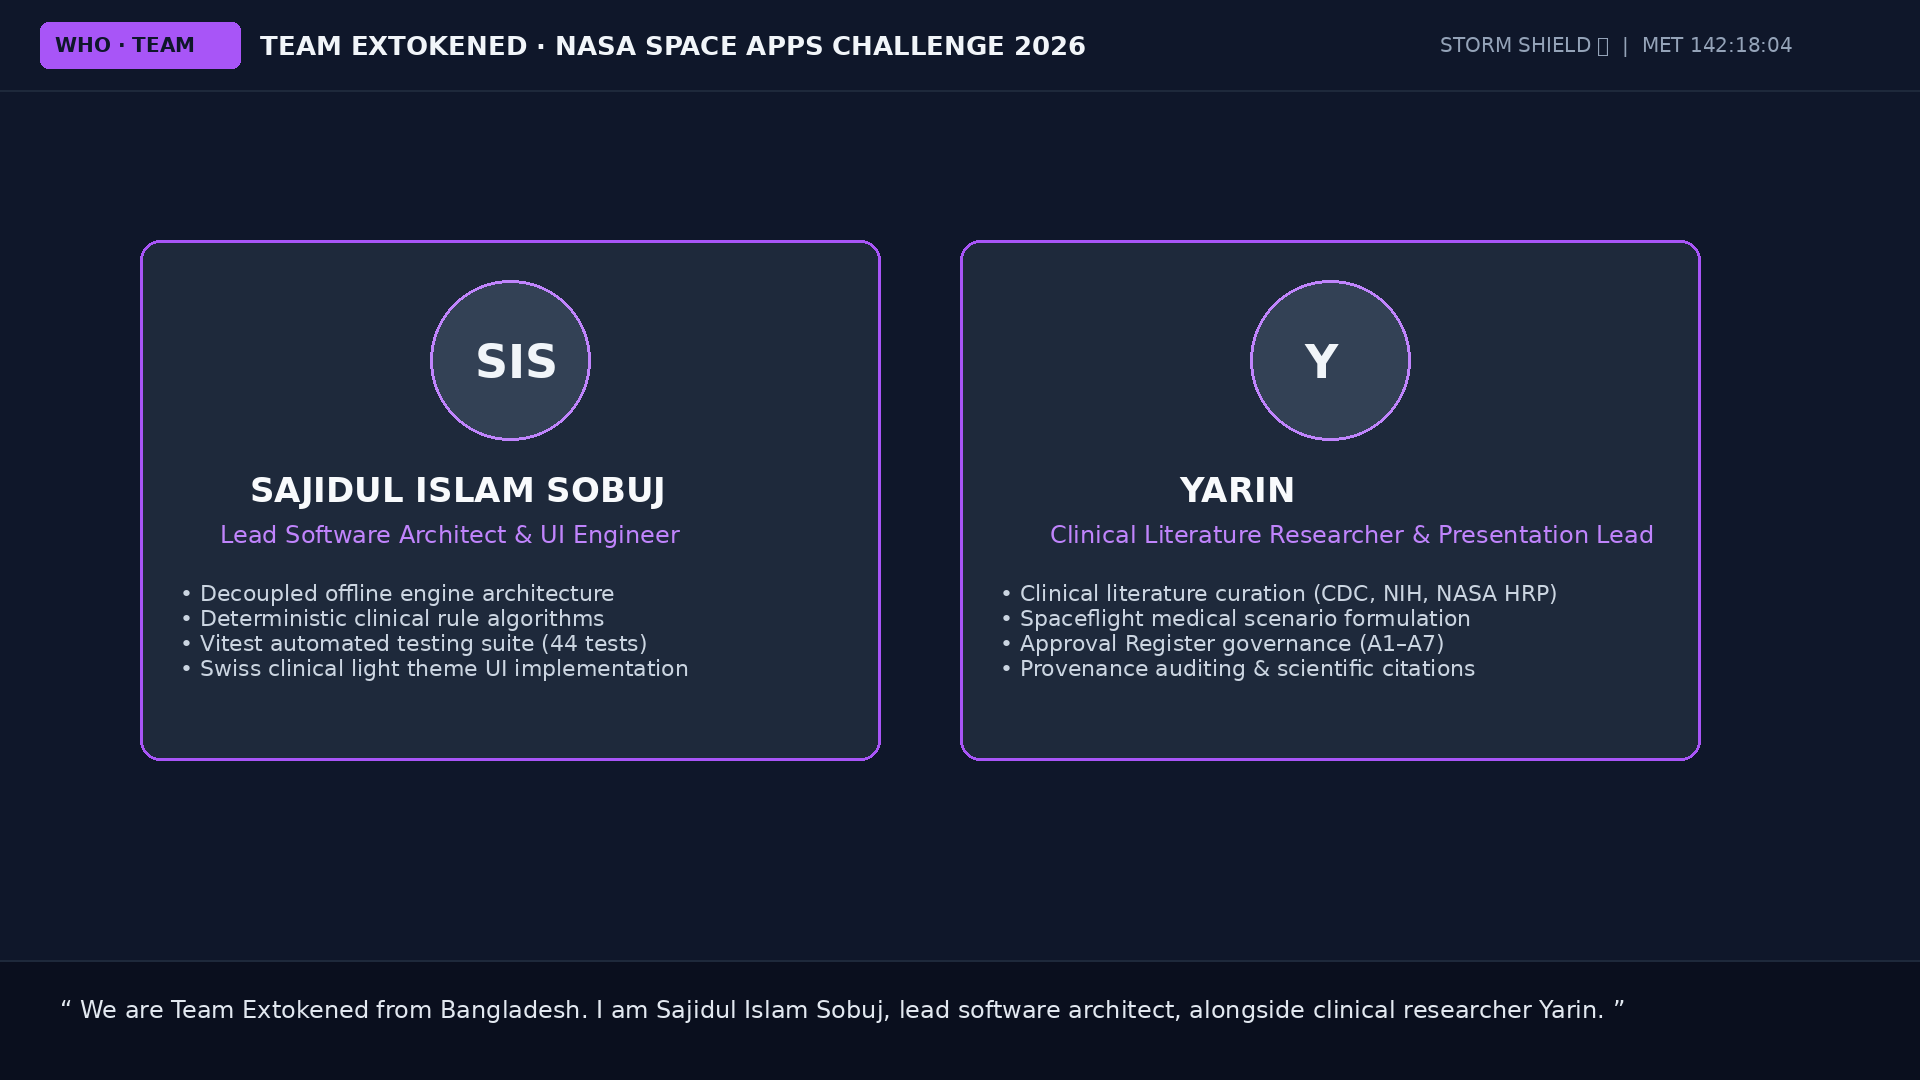 WHO · TEAM
TEAM EXTOKENED · NASA SPACE APPS CHALLENGE 2026
STORM SHIELD ▯ | MET 142:18:04
SIS
SAJIDUL ISLAM SOBUJ
Lead Software Architect & UI Engineer
• Decoupled offline engine architecture
• Deterministic clinical rule algorithms
• Vitest automated testing suite (44 tests)
• Swiss clinical light theme UI implementation
Y
YARIN
Clinical Literature Researcher & Presentation Lead
• Clinical literature curation (CDC, NIH, NASA HRP)
• Spaceflight medical scenario formulation
• Approval Register governance (A1–A7)
• Provenance auditing & scientific citations
“ We are Team Extokened from Bangladesh. I am Sajidul Islam Sobuj, lead software architect, alongside clinical researcher Yarin. ”